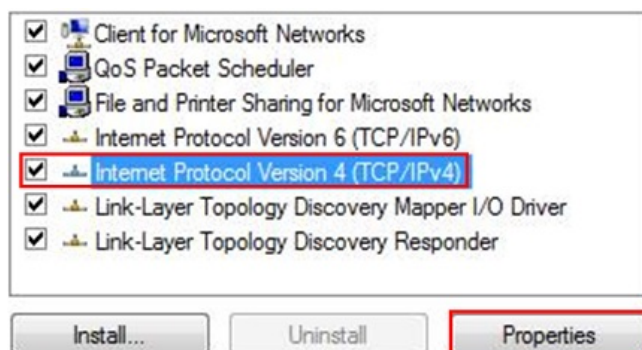 Client for Microsoft Networks
QoS Packet Scheduler
File and Printer Sharing for Microsoft Networks
Internet Protocol Version 6 (TCP/IPv6)
Internet Protocol Version 4 (TCP/IPv4)
Link-Layer Topology Discovery Mapper I/O Driver
Link-Layer Topology Discovery Responder
Install... Uninstall Properties